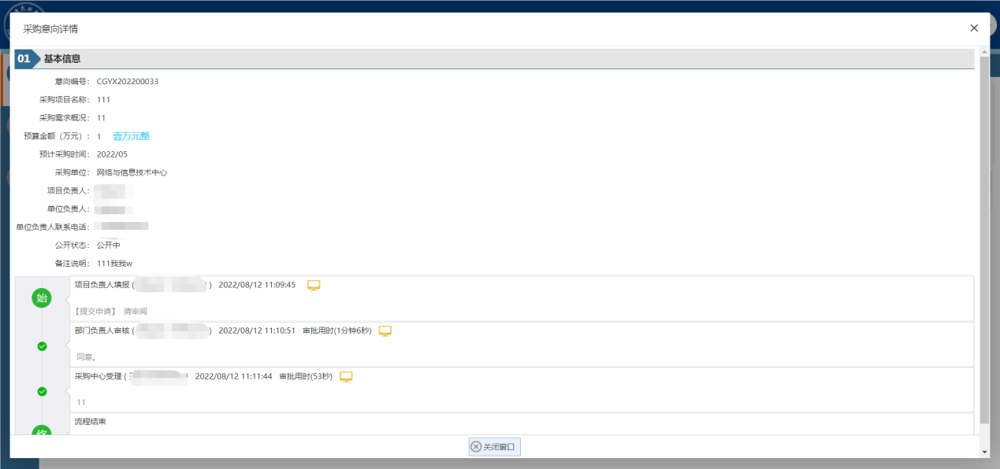 采购意向详情
01 基本信息
意向编号： CGYX202200033
采购项目名称： 111
采购需求概况： 11
预算金额（万元）： 1 壹万元整
预计采购时间： 2022/05
采购单位： 网络与信息技术中心
项目负责人：
单位负责人：
单位负责人联系电话：
公开状态： 公开中
备注说明： 111我我w
始
项目负责人填报 ( ) 2022/08/12 11:09:45
【提交申请】 请审阅
部门负责人审核 ( ) 2022/08/12 11:10:51 审批用时(1分钟6秒)
同意。
采购中心受理 ( ) 2022/08/12 11:11:44 审批用时(53秒)
11
流程结束
关闭窗口